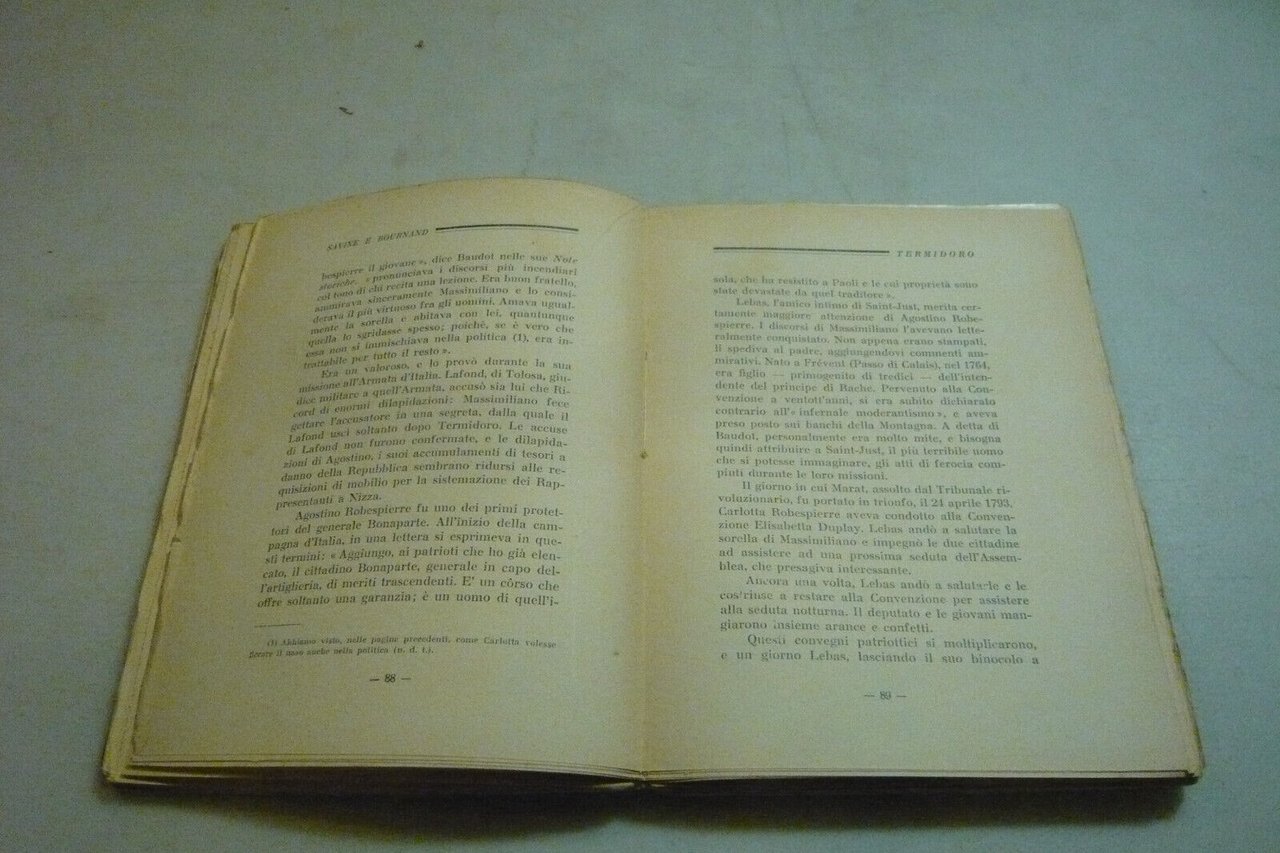 SAVINE E BOURNAND
bespierre il giovane », dice Baudot nelle sue Note
storiche. « pronunciava i discorsi più incendiari
col tono di chi recita una lezione. Era buon fratello,
ammirava sinceramente Massimiliano e lo consi-
derava il più virtuoso fra gli uomini. Amava ugual-
mente la sorella e abitava con lei, quantunque
quella lo sgridasse spesso; poichè, se è vero che
essa non si immischiava nella politica (1), era in-
trattabile per tutto il resto ».
Era un valoroso, e lo provò durante la sua
missione all'Armata d'Italia. Lafond, di Tolosa, giu-
dice militare a quell'Armata, accusò sia lui che Ri-
cord di enormi dilapidazioni: Massimiliano fece
gettare l'accusatore in una segreta, dalla quale il
Lafond uscì soltanto dopo Termidoro. Le accuse
di Lafond non furono confermate, e le dilapida-
zioni di Agostino, i suoi accumulamenti di tesori a
danno della Repubblica sembrano ridursi alle re-
quisizioni di mobilio per la sistemazione dei Rap-
presentanti a Nizza.
Agostino Robespierre fu uno dei primi protet-
tori del generale Bonaparte. All'inizio della cam-
pagna d'Italia, in una lettera si esprimeva in que-
sti termini: « Aggiungo, ai patrioti che ho già elen-
cato, il cittadino Bonaparte, generale in capo del-
l'artiglieria, di meriti trascendenti. E' un côrso che
offre soltanto una garanzia; è un uomo di quell'i-
(1) Abbiamo visto, nelle pagine precedenti, come Carlotta volesse
ficcare il naso anche nella politica (n. d. t.).
— 88 —
TERMIDORO
sola, che ha resistito a Paoli e le cui proprietà sono
state devastate da quel traditore ».
Lebas, l'amico intimo di Saint-Just, merita cer-
tamente maggiore attenzione di Agostino Robe-
spierre. I discorsi di Massimiliano l'avevano lette-
ralmente conquistato. Non appena erano stampati,
li spediva al padre, aggiungendovi commenti am-
mirativi. Nato a Frévent (Passo di Calais), nel 1764,
era figlio — primogenito di tredici — dell'inten-
dente del principe di Rache. Pervenuto alla Con-
venzione a ventott'anni, si era subito dichiarato
contrario all'« infernale moderantismo », e aveva
preso posto sui banchi della Montagna. A detta di
Baudot, personalmente era molto mite, e bisogna
quindi attribuire a Saint-Just, il più terribile uomo
che si potesse immaginare, gli atti di ferocia com-
piuti durante le loro missioni.
Il giorno in cui Marat, assolto dal Tribunale ri-
voluzionario, fu portato in trionfo, il 24 aprile 1793,
Carlotta Robespierre aveva condotto alla Conven-
zione Elisabetta Duplay. Lebas andò a salutare la
sorella di Massimiliano e impegnò le due cittadine
ad assistere ad una prossima seduta dell'Assem-
blea, che presagiva interessante.
Ancora una volta, Lebas andò a salutarle e le
cos'rinse a restare alla Convenzione per assistere
alla seduta notturna. Il deputato e le giovani man-
giarono insieme arance e confetti.
Questi convegni patriottici si moltiplicarono,
e un giorno Lebas, lasciando il suo binocolo a
— 89 —